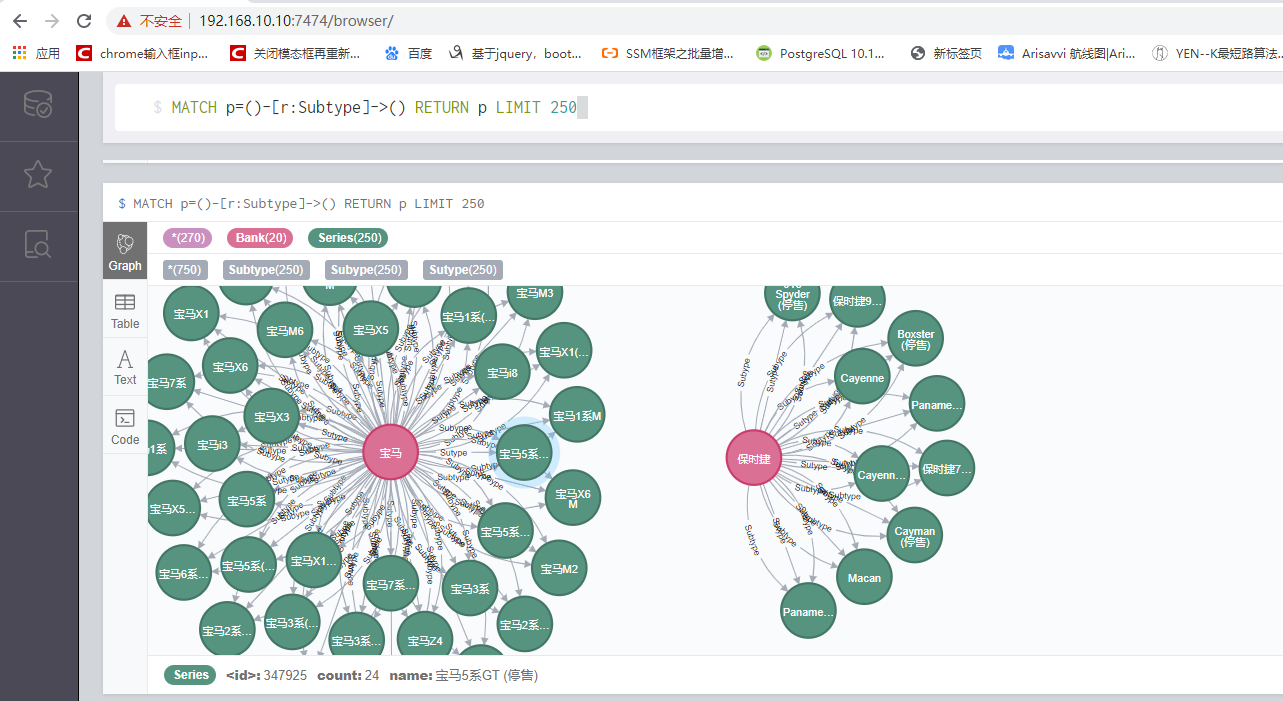 不安全 192.168.10.10:7474/browser/
应用 chrome输入框inp... 关闭模态框再重新... 百度 基于jquery，boot... SSM框架之批量增... PostgreSQL 10.1... 新标签页 Arisavvi 航线图|Ari... YEN--K最短路算法...
$ MATCH p=()-[r:Subtype]->() RETURN p LIMIT 250
$ MATCH p=()-[r:Subtype]->() RETURN p LIMIT 250
Graph
Table
Text
Code
*(270) Bank(20) Series(250)
*(750) Subtype(250) Subype(250) Sutype(250)
宝马X1
宝马M6
M
宝马X5
宝马1系(...
宝马M3
宝马7系
宝马X6
宝马i8
宝马X1(...
宝马X3
宝马1系M
1系
宝马i3
宝马
宝马5系...
宝马X5...
宝马5系
宝马X6
M
宝马5系...
宝马6系...
宝马5系(...
宝马X1...
宝马7系...
宝马3系
宝马M2
宝马2系...
宝马3系(...
宝马3系...
宝马Z4
宝马2系...
Spyder
(停售)
保时捷9...
Boxster
(停售)
Cayenne
Paname...
保时捷
Cayenn...
保时捷7...
Cayman
(停售)
Macan
Paname...
Subtype
Subype
Sutype
Series <id>: 347925 count: 24 name: 宝马5系GT (停售)